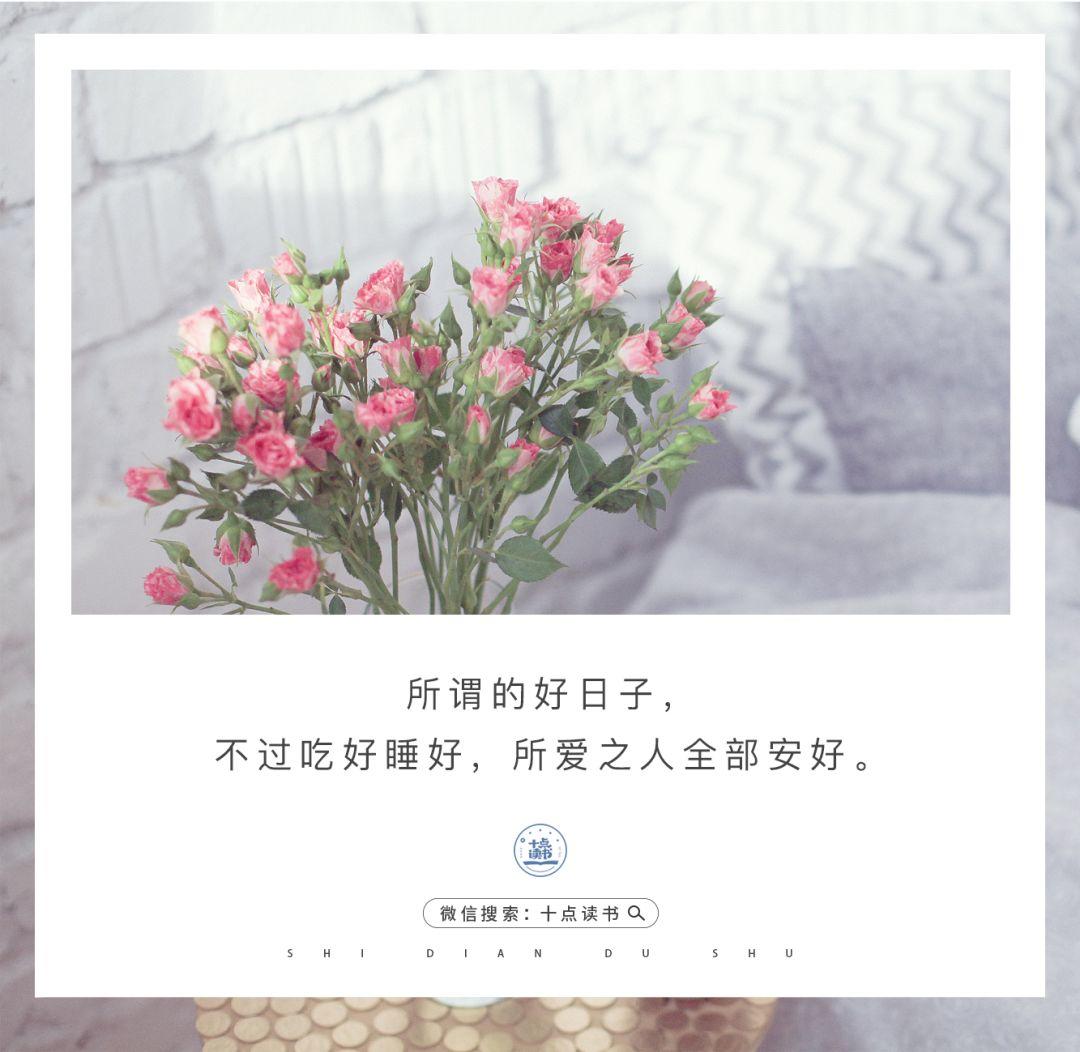 所谓的好日子，
不过吃好睡好，所爱之人全部安好。
十点
读书
微信搜索：十点读书
SHI DIAN DU SHU